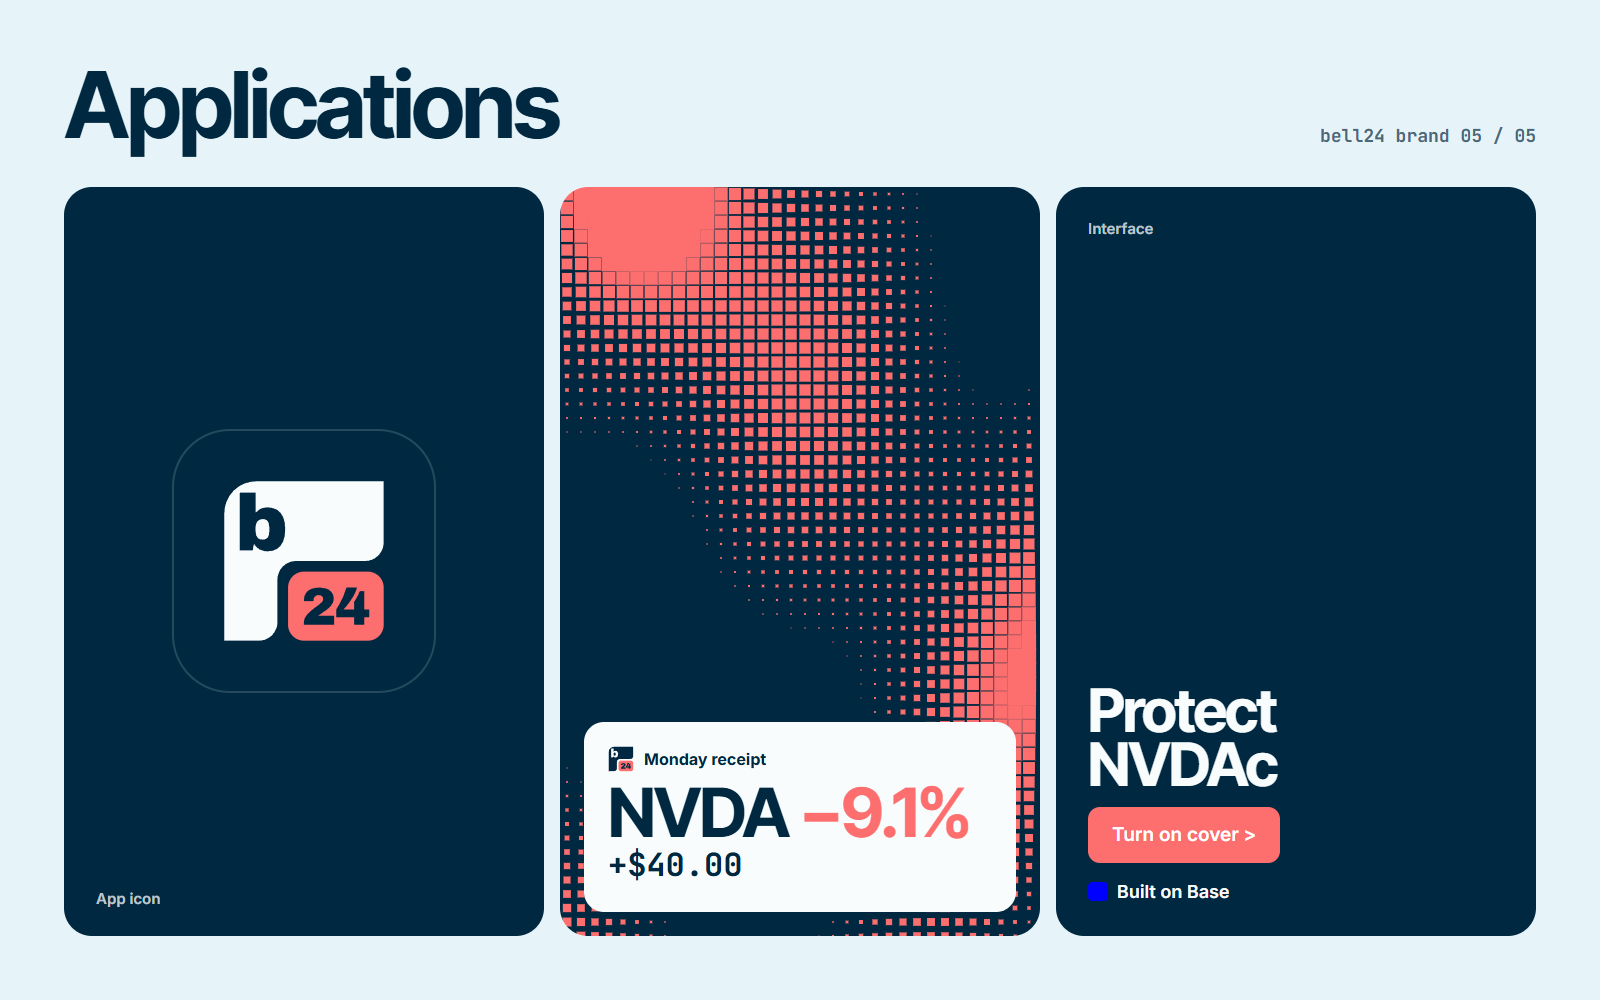 Applications
bell24 brand 05 / 05
b
24
App icon
b
24
Monday receipt
NVDA –9.1%
+$40.00
Interface
Protect
NVDAc
Turn on cover >
Built on Base